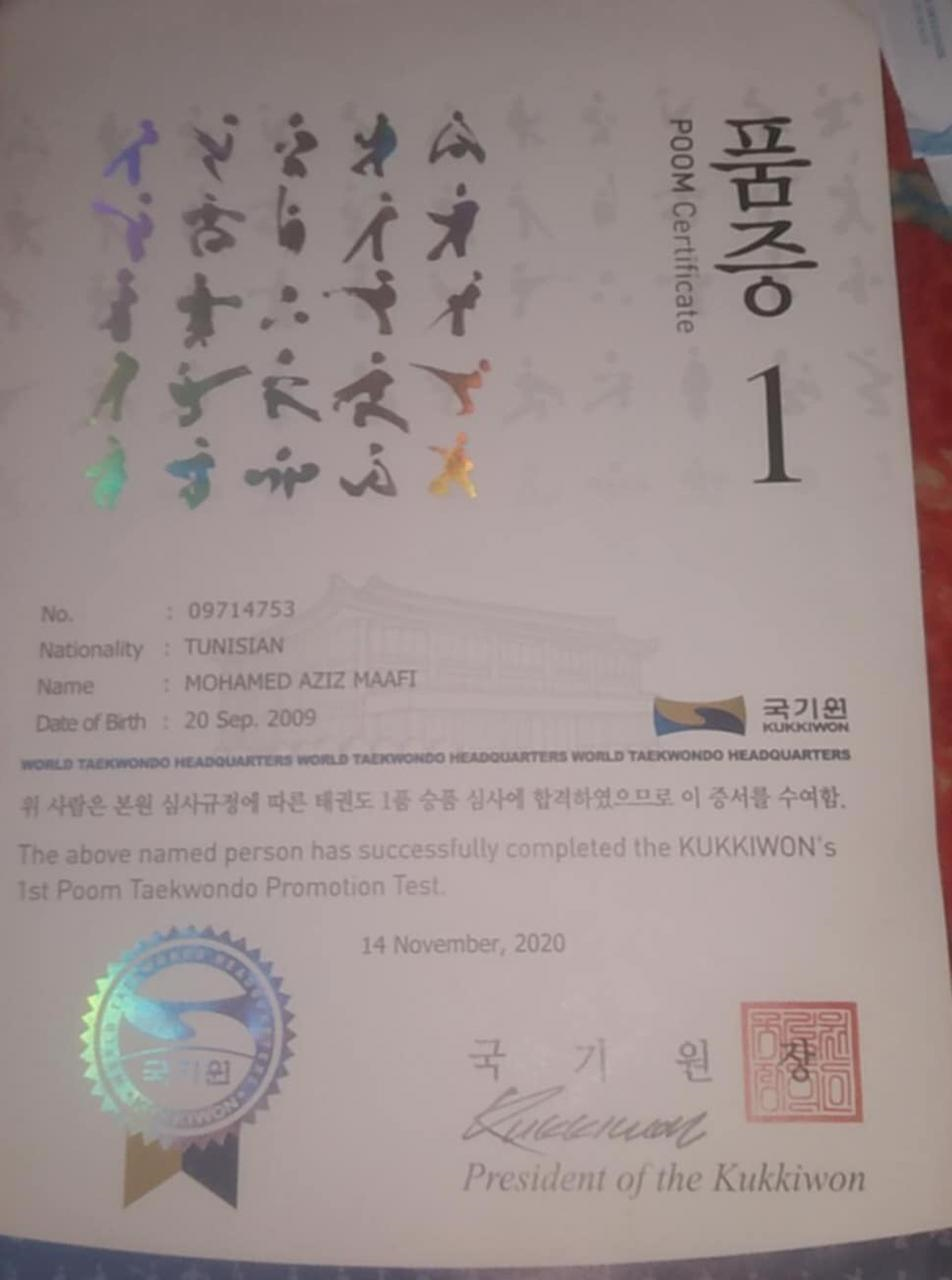 품증
POOM Certificate
1
No. : 09714753
Nationality : TUNISIAN
Name : MOHAMED AZIZ MAAFI
Date of Birth : 20 Sep. 2009
국기원
KUKKIWON
WORLD TAEKWONDO HEADQUARTERS WORLD TAEKWONDO HEADQUARTERS WORLD TAEKWONDO HEADQUARTERS
위 사람은 본원 심사규정에 따른 태권도 1품 승품 심사에 합격하였으므로 이 증서를 수여함.
The above named person has successfully completed the KUKKIWON's
1st Poom Taekwondo Promotion Test.
14 November, 2020
국기원
KUKKIWON
국 기 원 장
Kukkiwon
President of the Kukkiwon